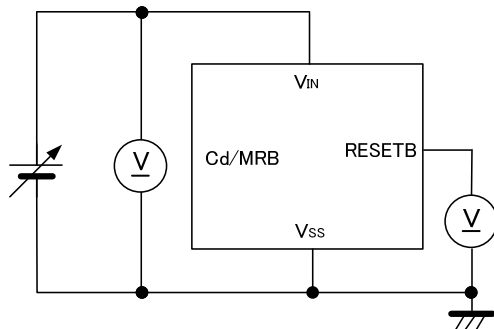 VIN
V
Cd/MRB
RESETB
V
VSS